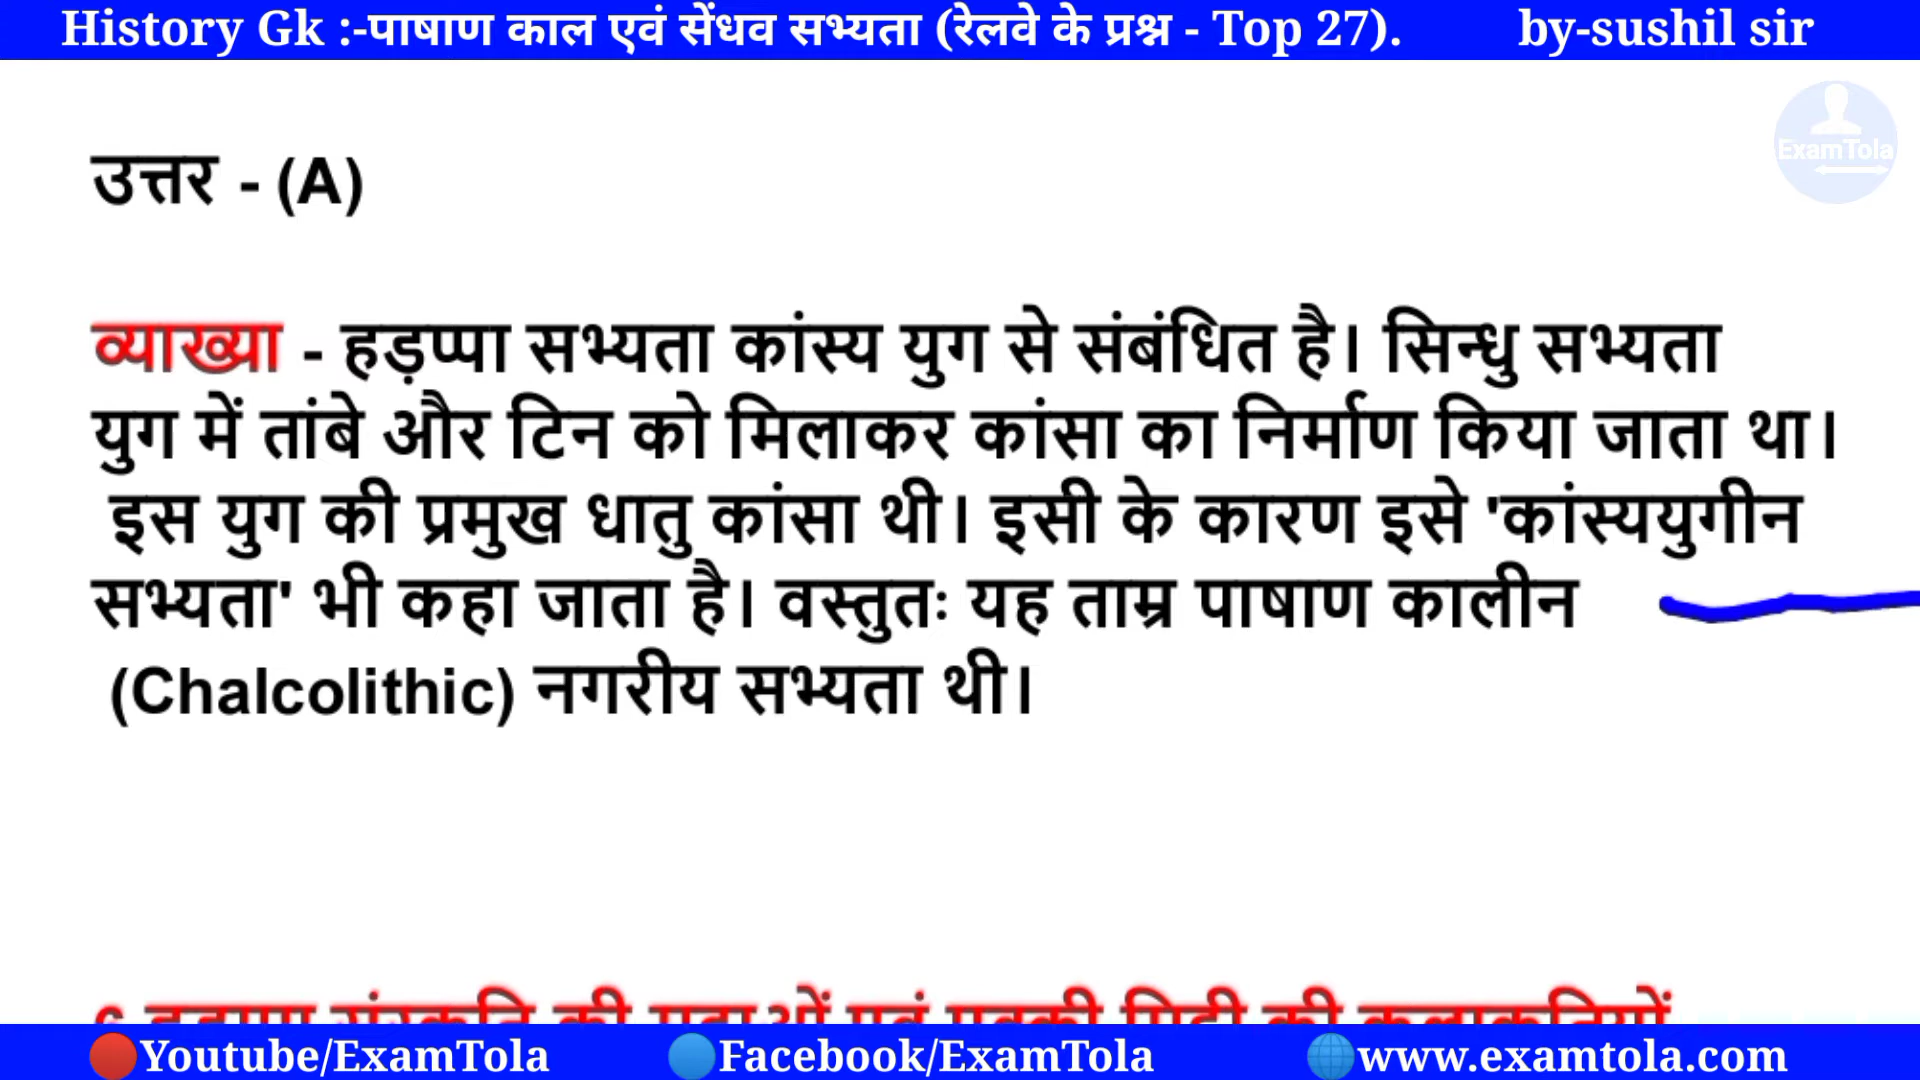 History Gk :-पाषाण काल एवं सेंधव सभ्यता (रेलवे के प्रश्न - Top 27). by-sushil sir
ExamTola
उत्तर - (A)
व्याख्या - हड़प्पा सभ्यता कांस्य युग से संबंधित है। सिन्धु सभ्यता
युग में तांबे और टिन को मिलाकर कांसा का निर्माण किया जाता था।
इस युग की प्रमुख धातु कांसा थी। इसी के कारण इसे 'कांस्ययुगीन
सभ्यता' भी कहा जाता है। वस्तुतः यह ताम्र पाषाण कालीन
(Chalcolithic) नगरीय सभ्यता थी।
Youtube/ExamTola Facebook/ExamTola www.examtola.com